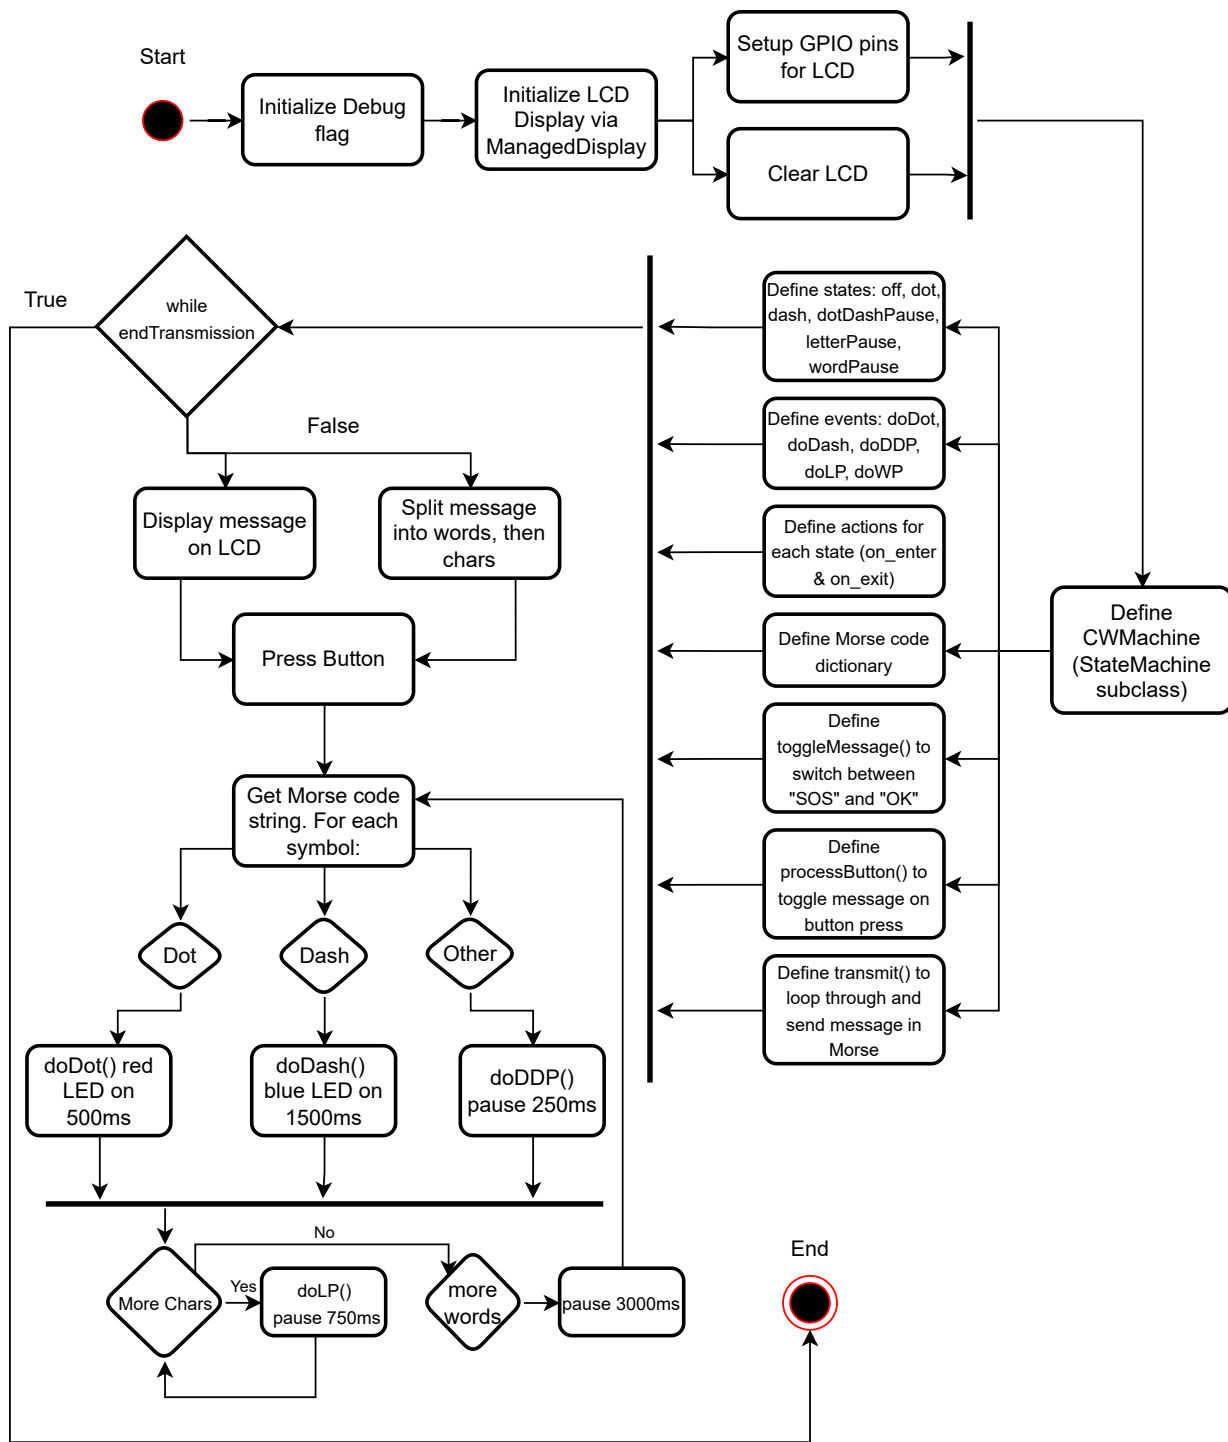 Start
Initialize Debug
flag
Initialize LCD
Display via
ManagedDisplay
Setup GPIO pins
for LCD
Clear LCD
True
while
endTransmission
False
Display message
on LCD
Split message
into words, then
chars
Press Button
Get Morse code
string. For each
symbol:
Dot
Dash
Other
doDot() red
LED on
500ms
doDash()
blue LED on
1500ms
doDDP()
pause 250ms
More Chars
No
Yes
doLP()
pause 750ms
more
words
pause 3000ms
Define states: off, dot,
dash, dotDashPause,
letterPause,
wordPause
Define events: doDot,
doDash, doDDP,
doLP, doWP
Define actions for
each state (on_enter
& on_exit)
Define Morse code
dictionary
Define
toggleMessage() to
switch between
"SOS" and "OK"
Define
processButton() to
toggle message on
button press
Define transmit() to
loop through and
send message in
Morse
Define
CWMachine
(StateMachine
subclass)
End